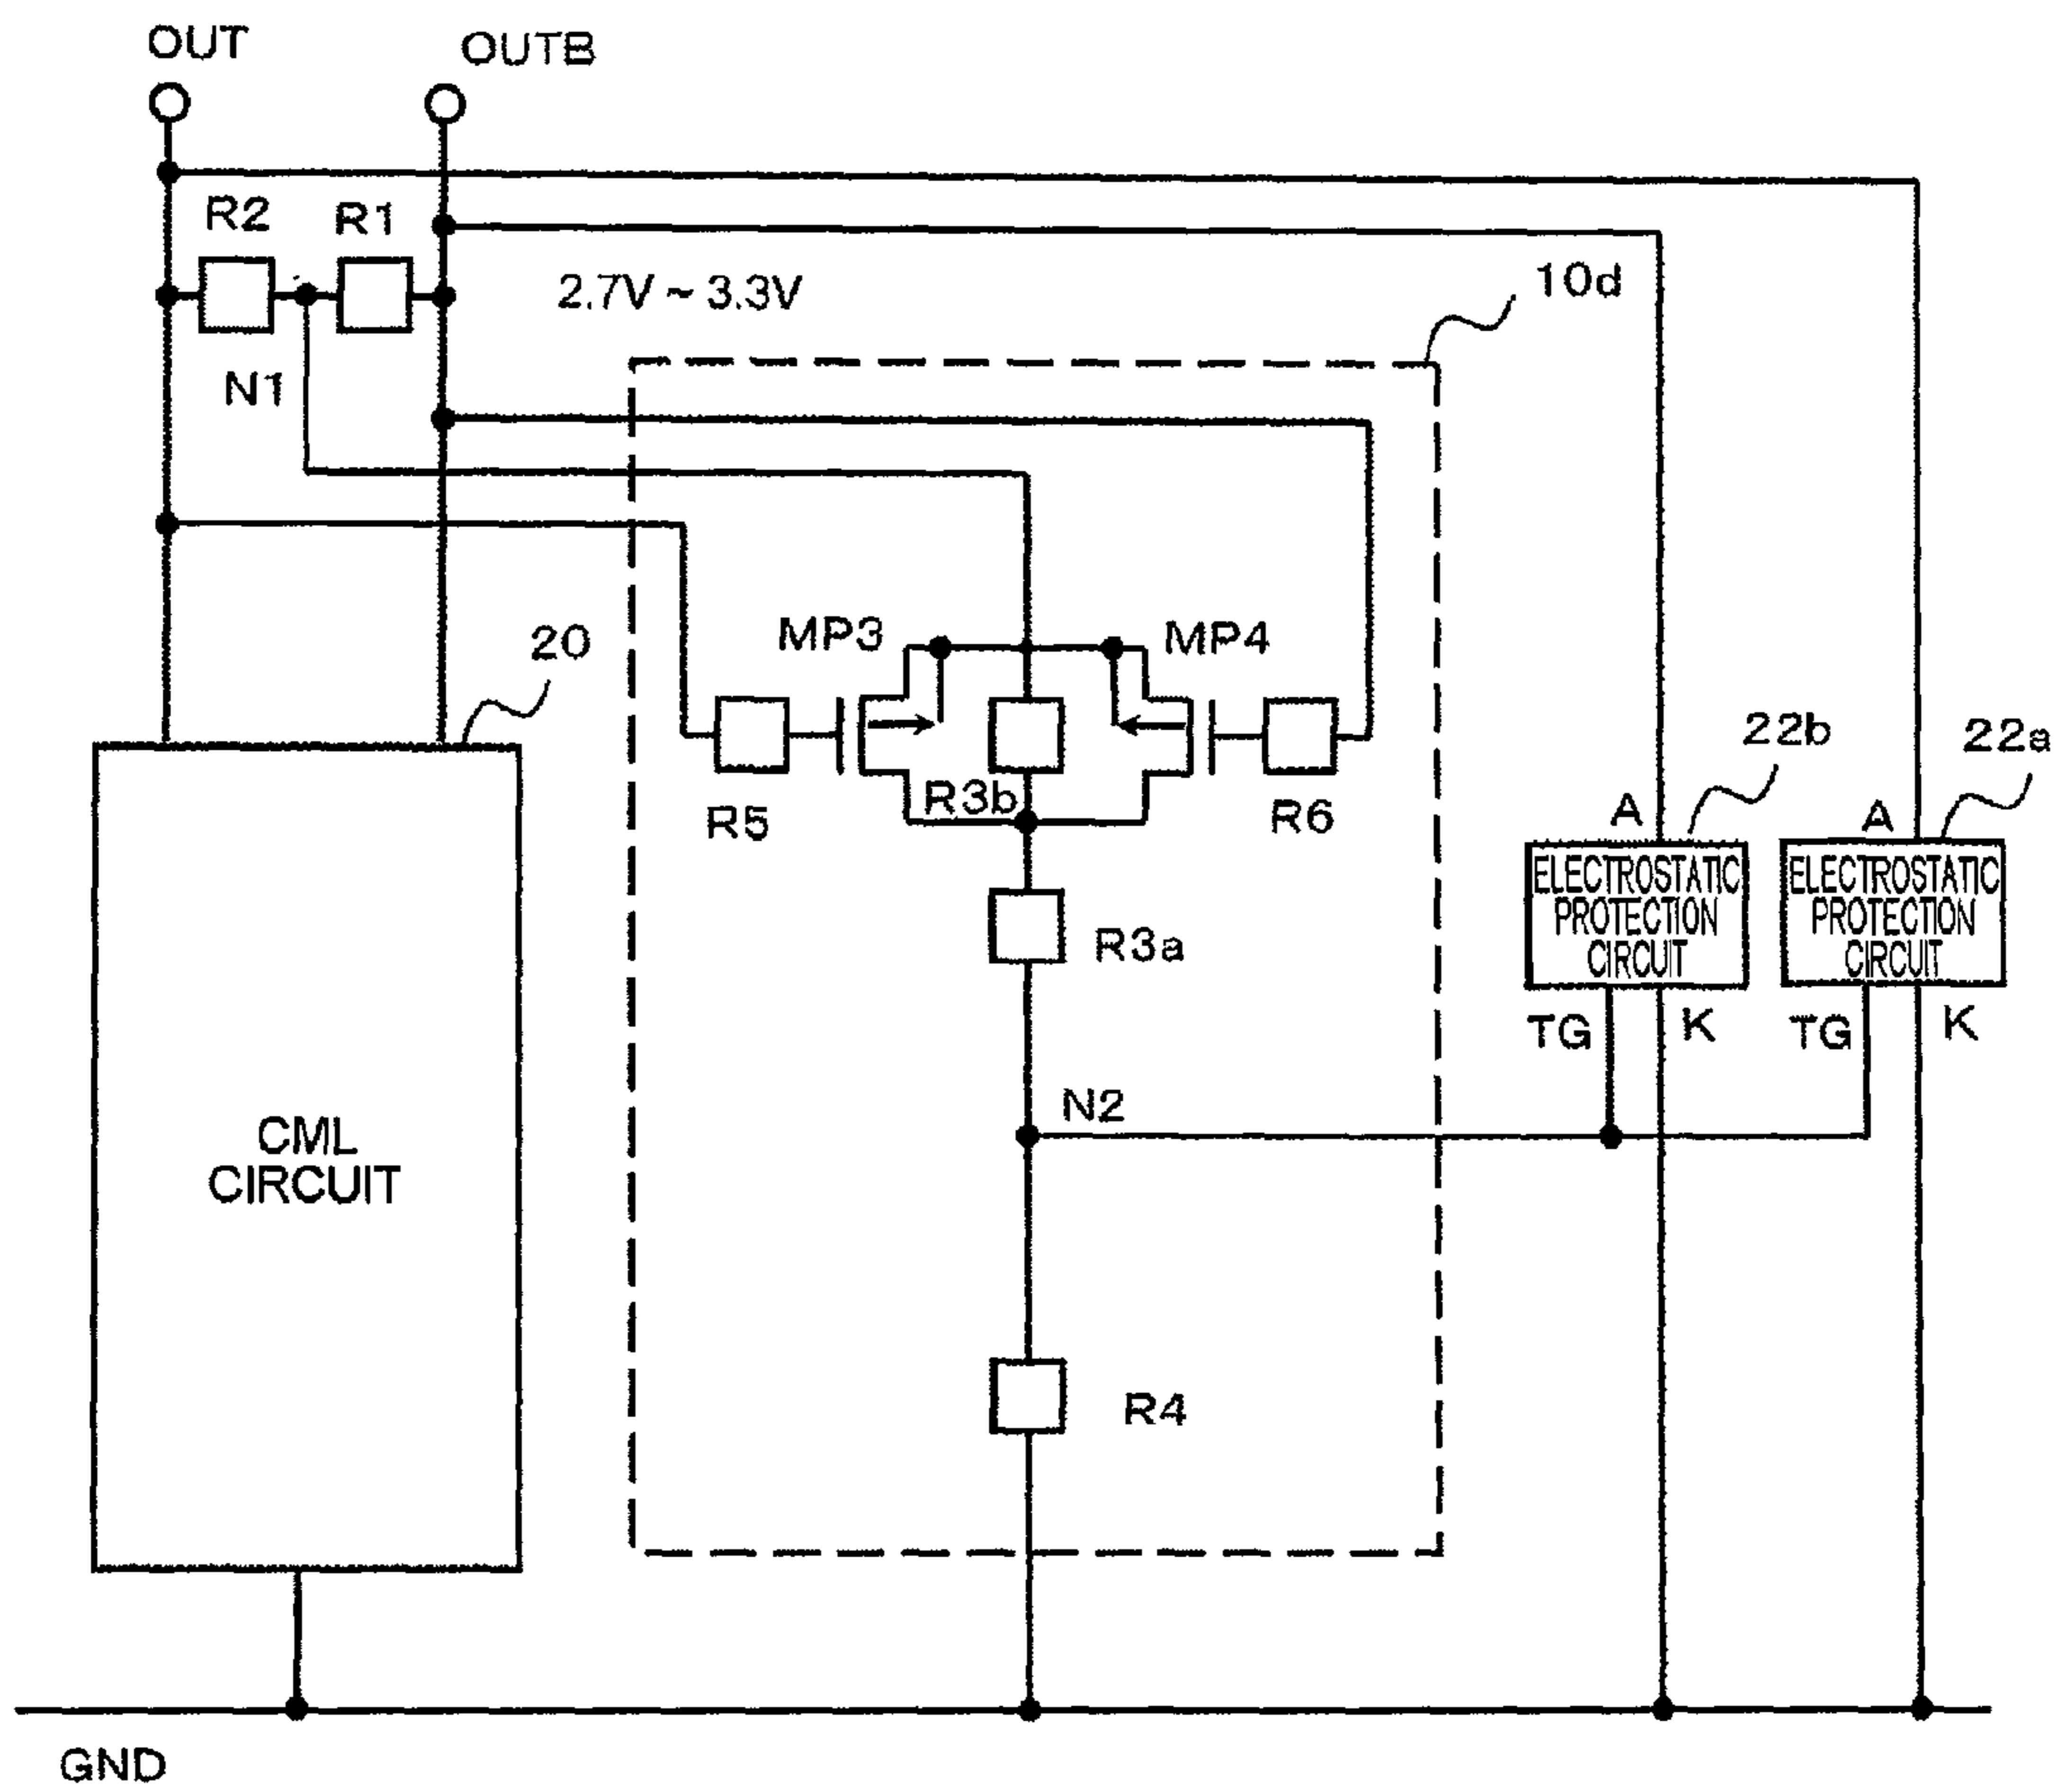 OUT
OUTB
R2
R1
2.7V ~ 3.3V
10d
N1
20
MP3
MP4
R3b
R5
R6
22b
22a
A
A
ELECTROSTATIC
PROTECTION
CIRCUIT
ELECTROSTATIC
PROTECTION
CIRCUIT
R3a
TG
K
TG
K
N2
CML
CIRCUIT
R4
GND